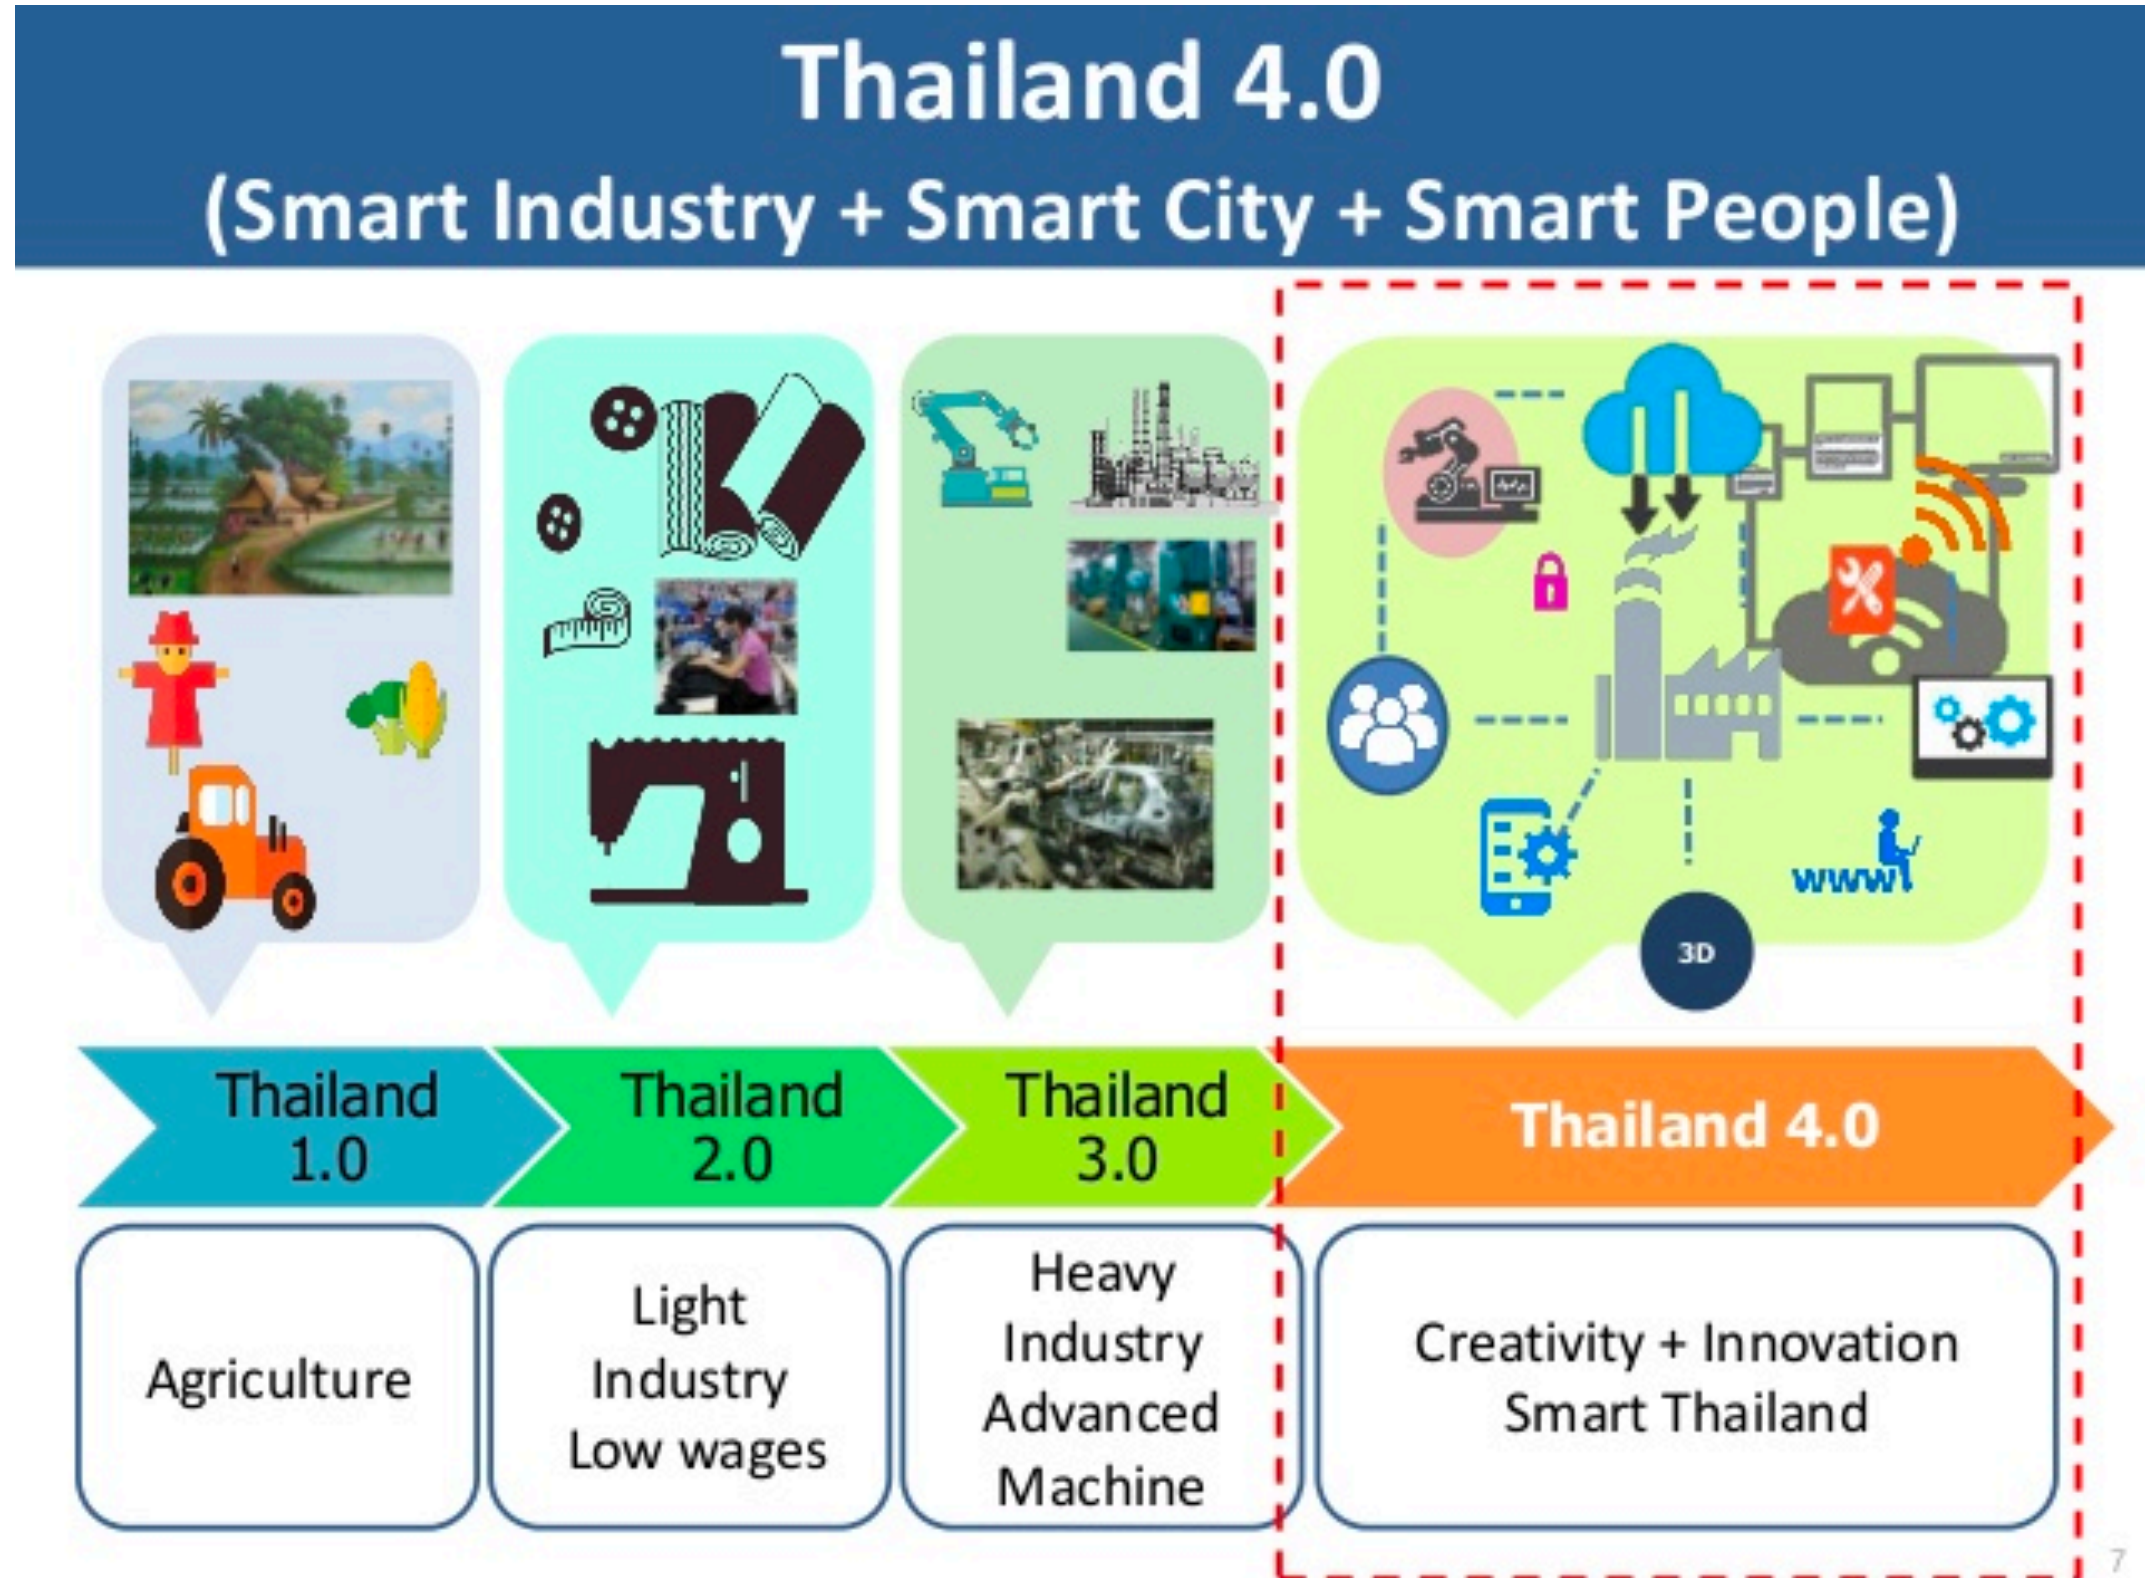 Thailand 4.0
(Smart Industry + Smart City + Smart People)
www
3D
Thailand
1.0
Thailand
2.0
Thailand
3.0
Thailand 4.0
Agriculture
Light
Industry
Low wages
Heavy
Industry
Advanced
Machine
Creativity + Innovation
Smart Thailand
7